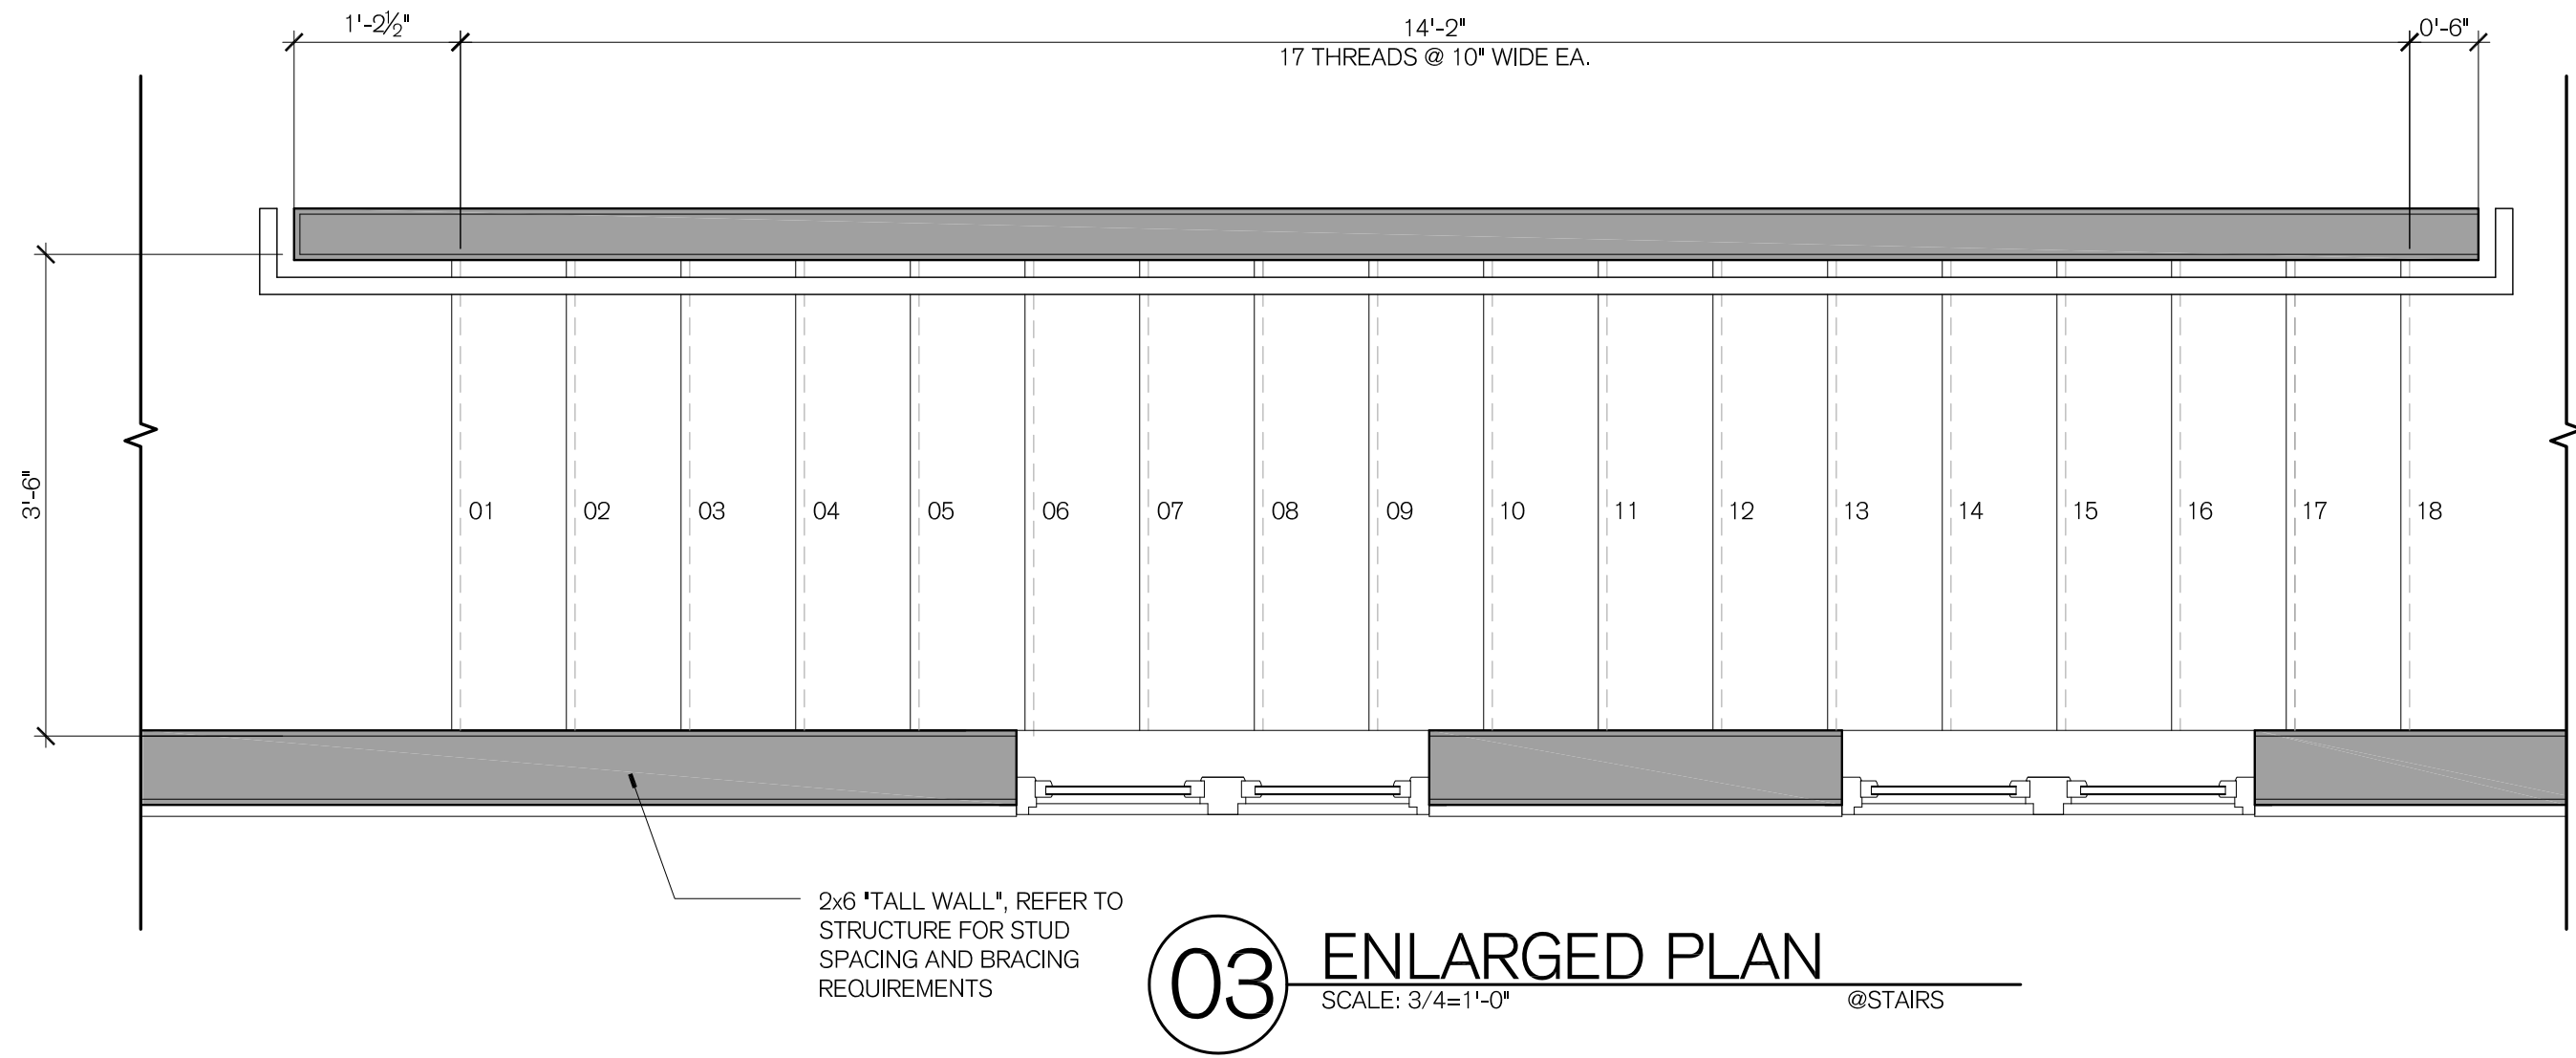 1'-2½"
14'-2"
0'-6"
17 THREADS @ 10" WIDE EA.
3'-6"
01 02 03 04 05 06 07 08 09 10 11 12 13 14 15 16 17 18
2x6 "TALL WALL", REFER TO
STRUCTURE FOR STUD
SPACING AND BRACING
REQUIREMENTS
03
ENLARGED PLAN
SCALE: 3/4=1'-0"
@STAIRS